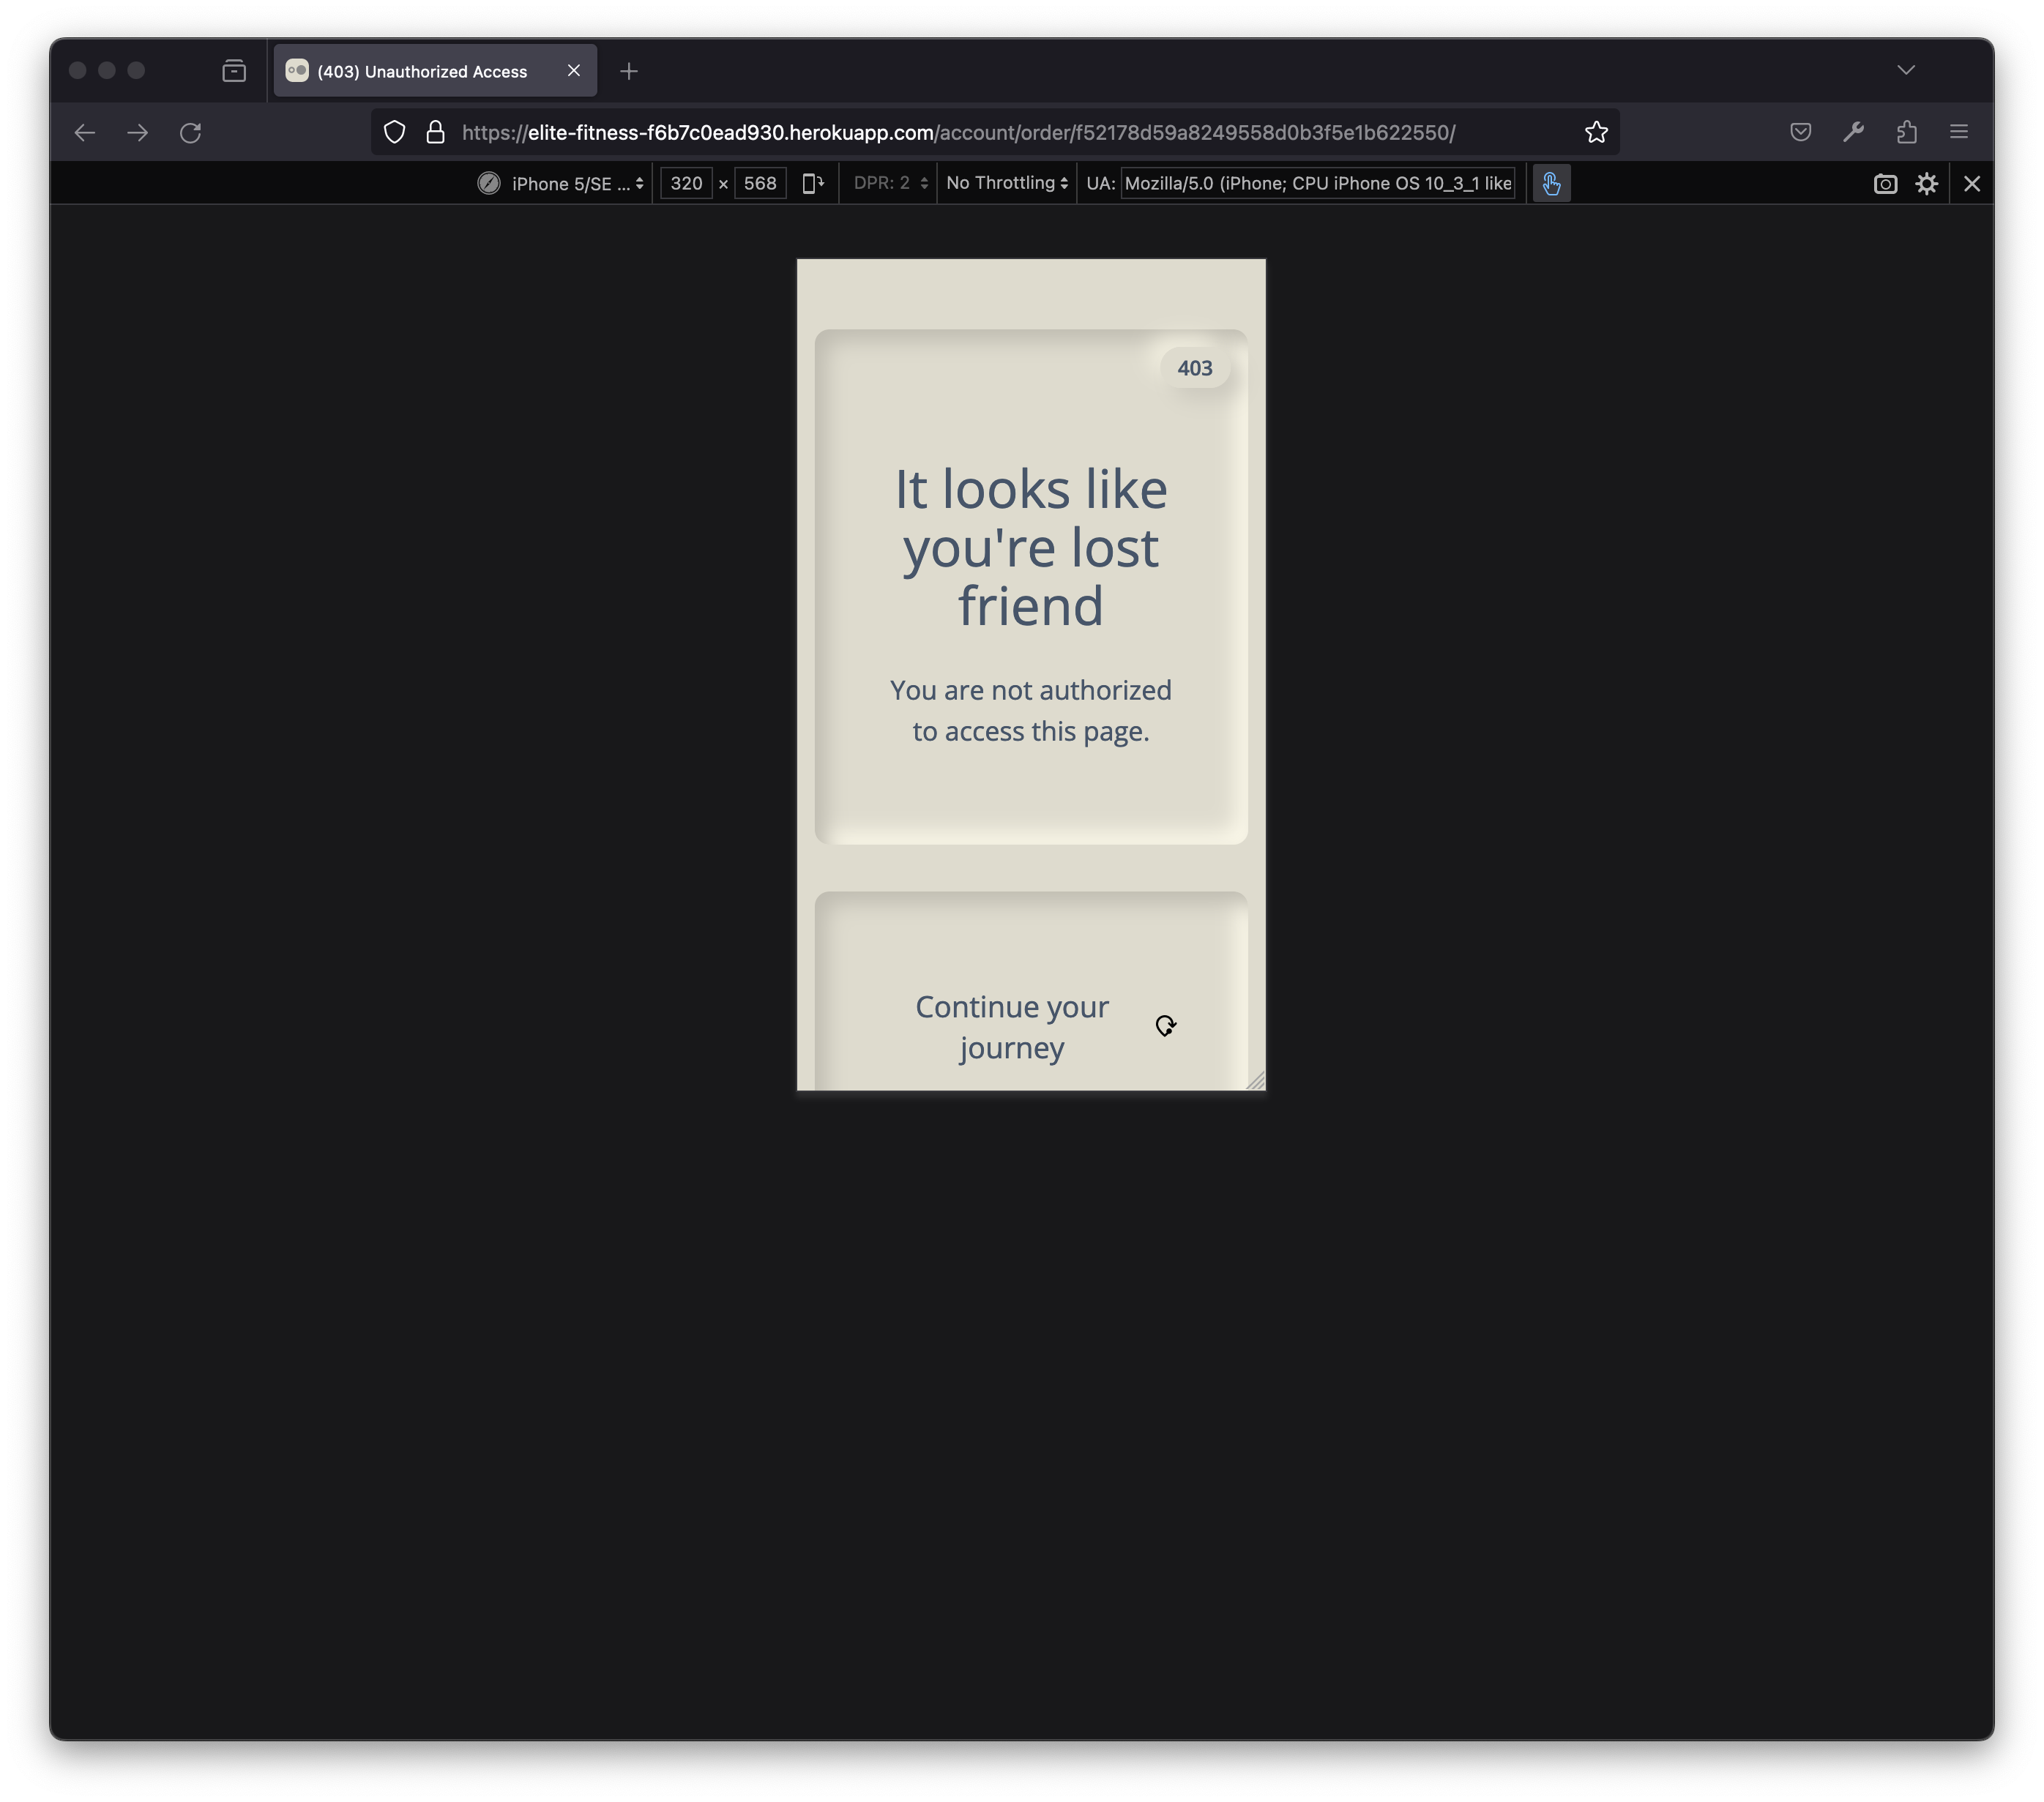 (403) Unauthorized Access
https://elite-fitness-f6b7c0ead930.herokuapp.com/account/order/f52178d59a8249558d0b3f5e1b622550/
iPhone 5/SE ... 320 x 568 DPR: 2 No Throttling UA: Mozilla/5.0 (iPhone; CPU iPhone OS 10_3_1 like
403
It looks like
you're lost
friend
You are not authorized
to access this page.
Continue your
journey